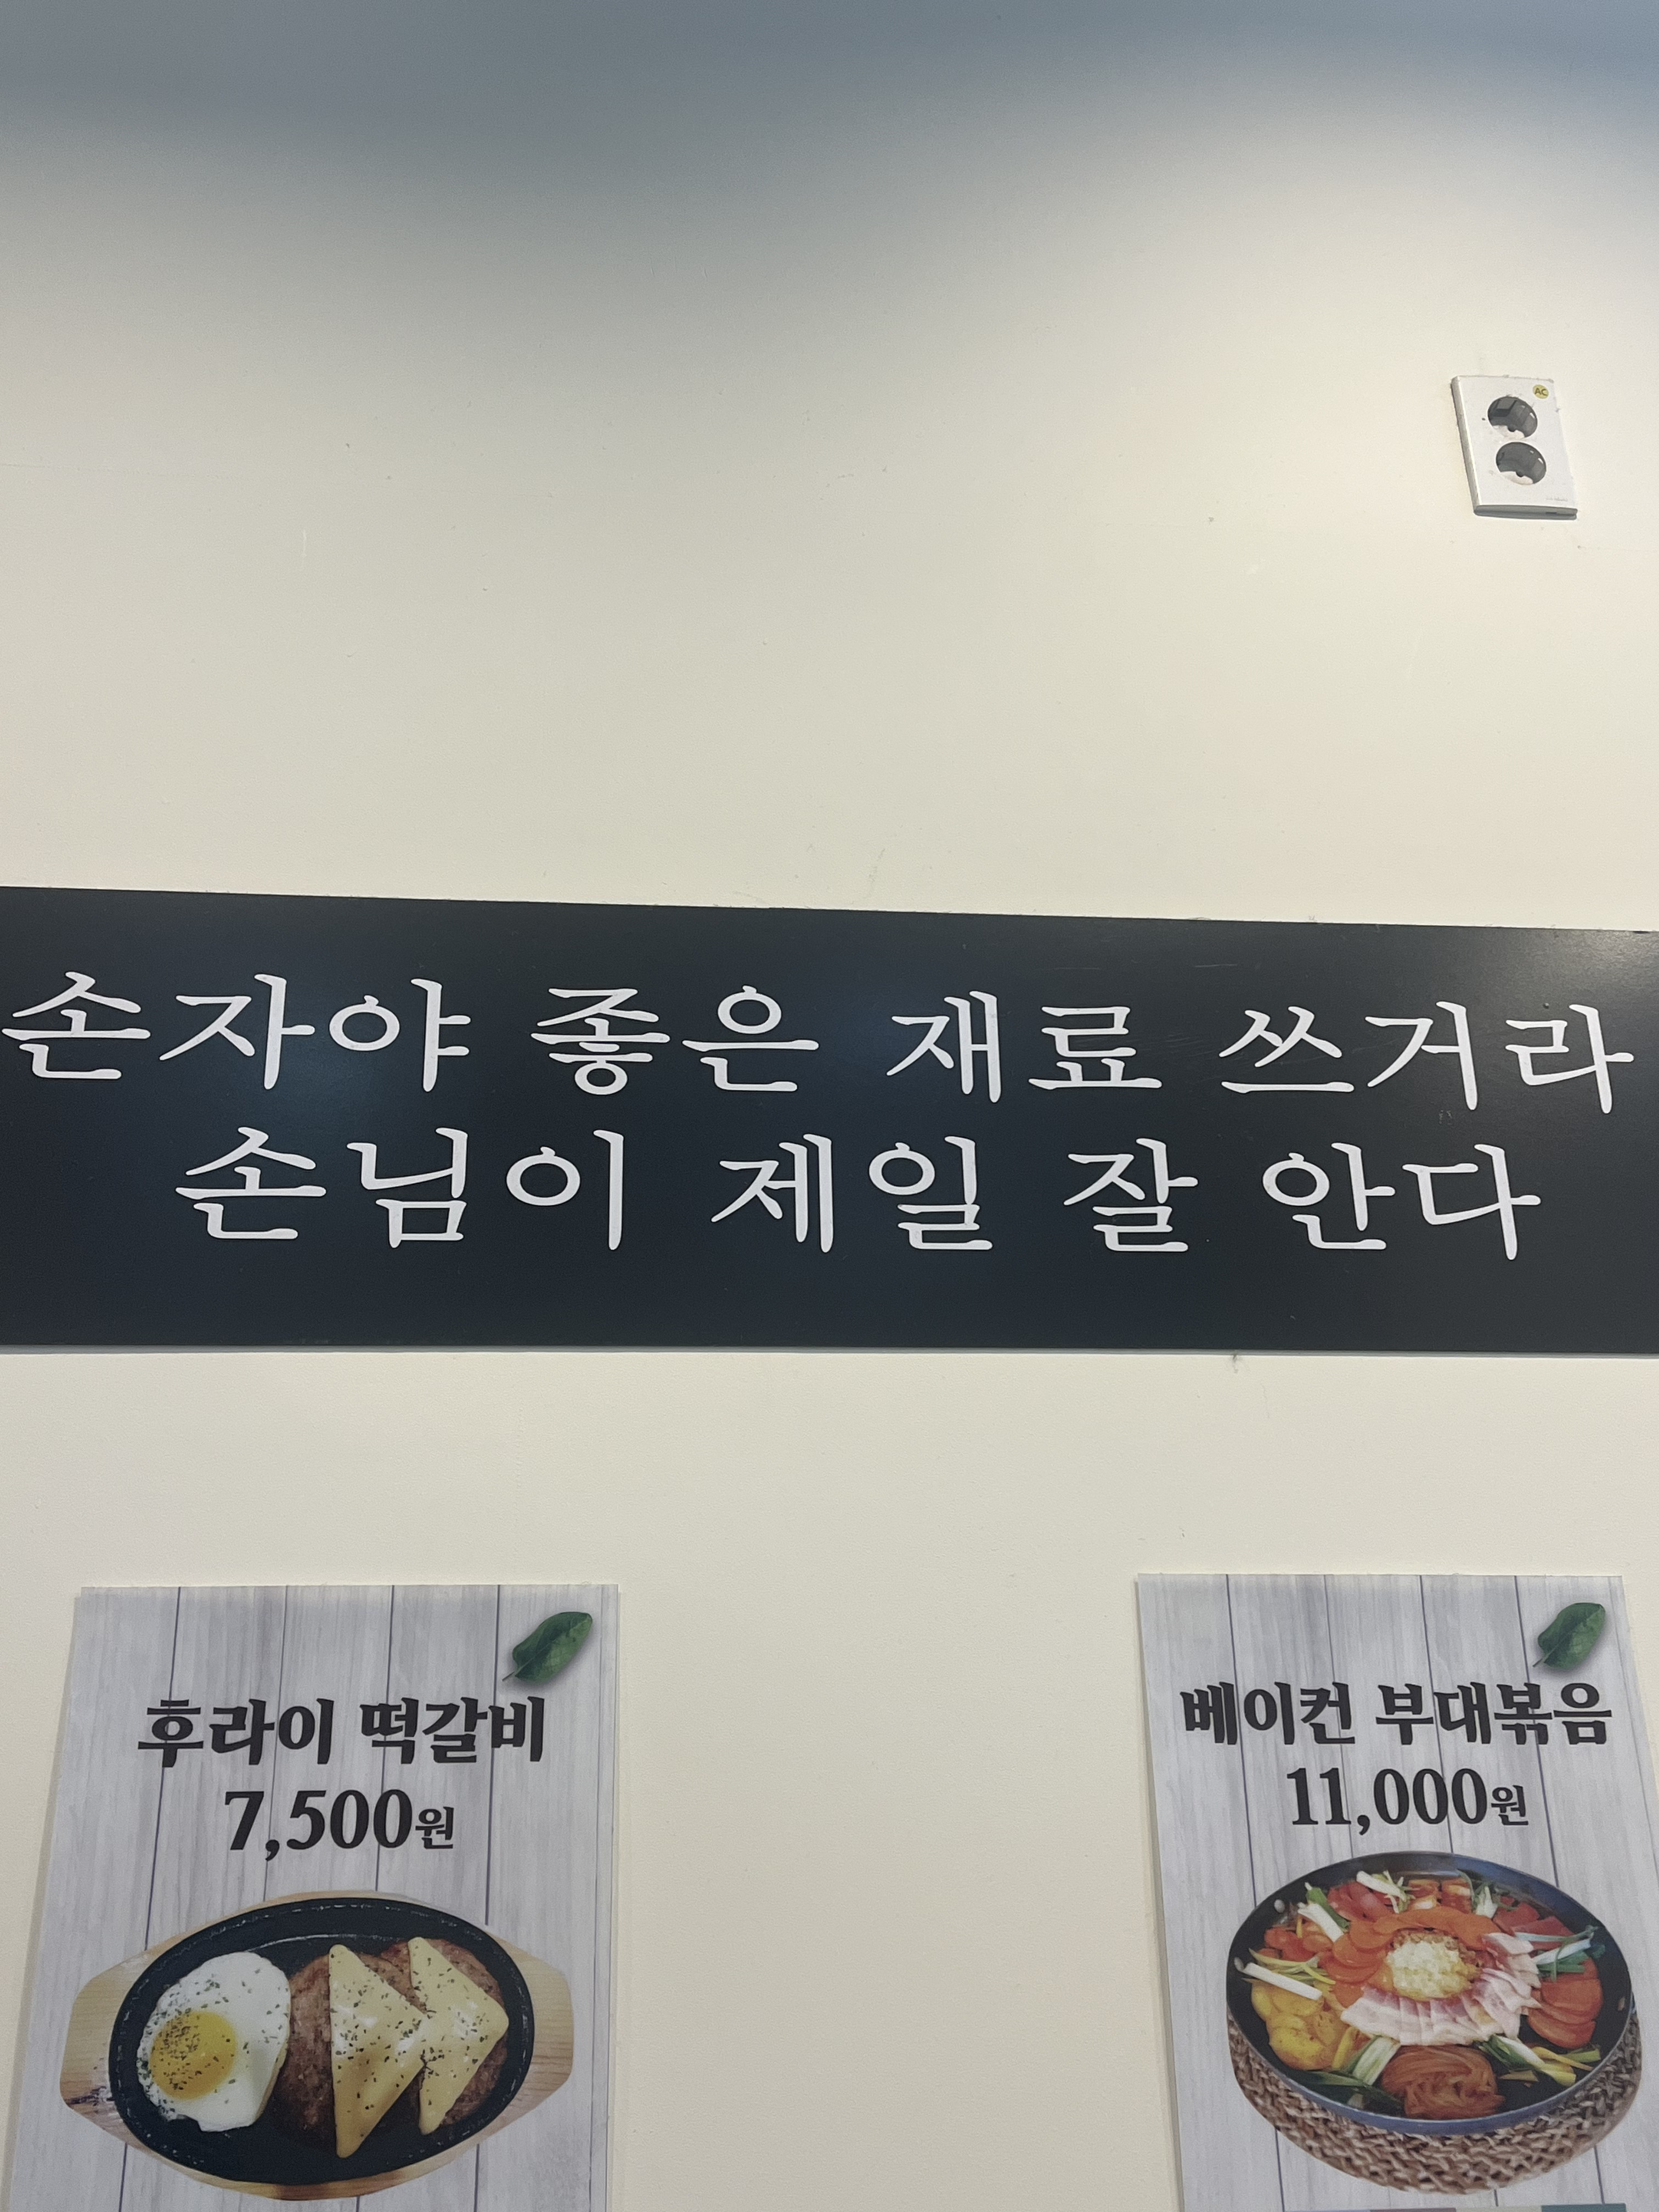 AC
손자야 좋은 재료 쓰거라
손님이 제일 잘 안다
후라이 떡갈비
7,500원
베이컨 부대볶음
11,000원